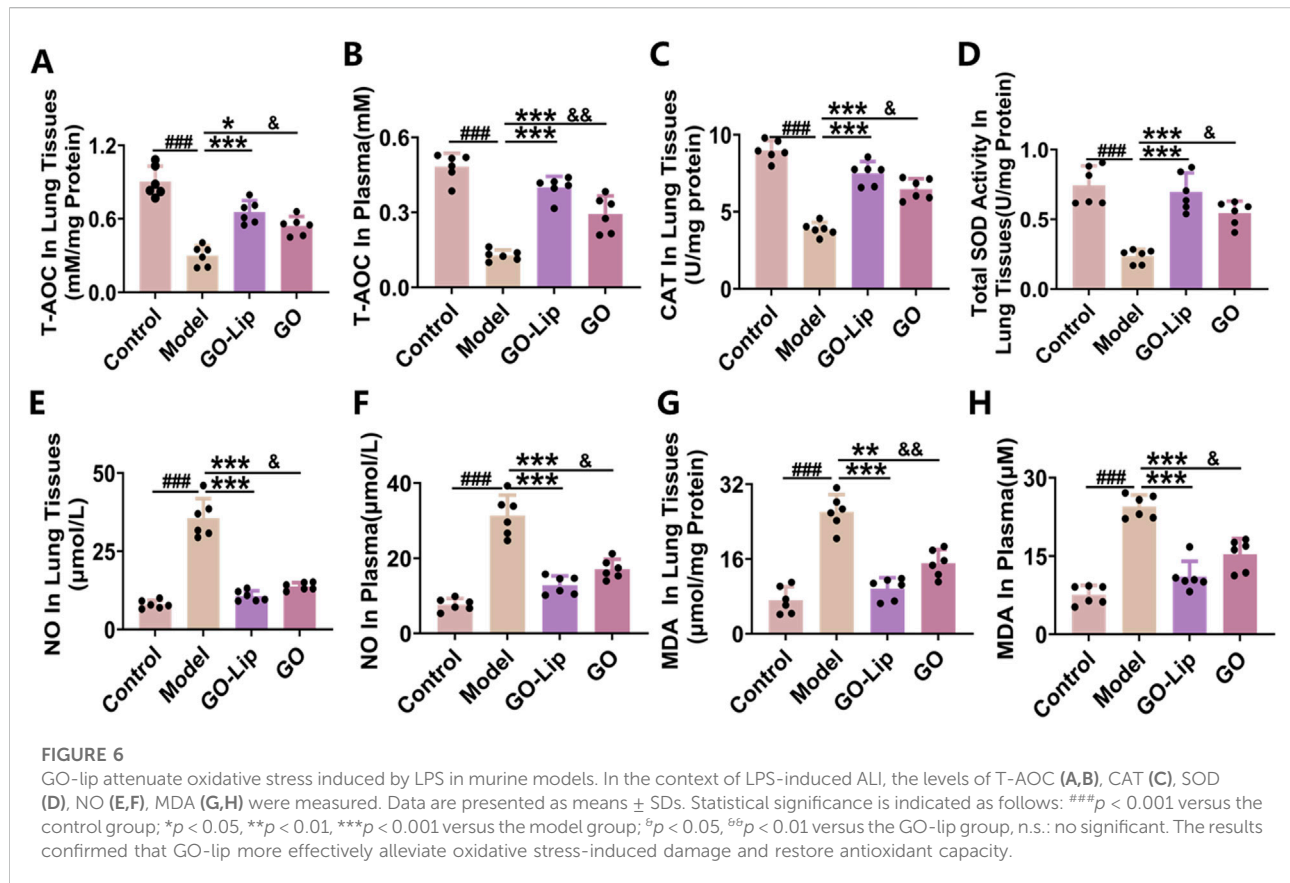 A
T-AOC In Lung Tissues
(mM/mg Protein)
1.2
0.6
0.0
###
*
&
***
Control
Model
GO-Lip
GO
B
T-AOC In Plasma(mM)
0.6
0.3
0.0
###
***
&&
***
Control
Model
GO-Lip
GO
C
CAT In Lung Tissues
(U/mg protein)
10
5
0
###
***
&
***
Control
Model
GO-Lip
GO
D
Total SOD Activity In
Lung Tissues(U/mg Protein)
1.0
0.5
0.0
###
***
&
***
Control
Model
GO-Lip
GO
E
NO In Lung Tissues
(μmol/L)
50
25
0
###
***
&
***
Control
Model
GO-Lip
GO
F
NO In Plasma(μmol/L)
40
20
0
###
***
&
***
Control
Model
GO-Lip
GO
G
MDA In Lung Tissues
(μmol/mg Protein)
32
16
0
###
**
&&
***
Control
Model
GO-Lip
GO
H
MDA In Plasma(μM)
30
15
0
###
***
&
***
Control
Model
GO-Lip
GO
FIGURE 6
GO-lip attenuate oxidative stress induced by LPS in murine models. In the context of LPS-induced ALI, the levels of T-AOC (A,B), CAT (C), SOD
(D), NO (E,F), MDA (G,H) were measured. Data are presented as means ± SDs. Statistical significance is indicated as follows: ###p < 0.001 versus the
control group; *p < 0.05, **p < 0.01, ***p < 0.001 versus the model group; &p < 0.05, &&p < 0.01 versus the GO-lip group, n.s.: no significant. The results
confirmed that GO-lip more effectively alleviate oxidative stress-induced damage and restore antioxidant capacity.